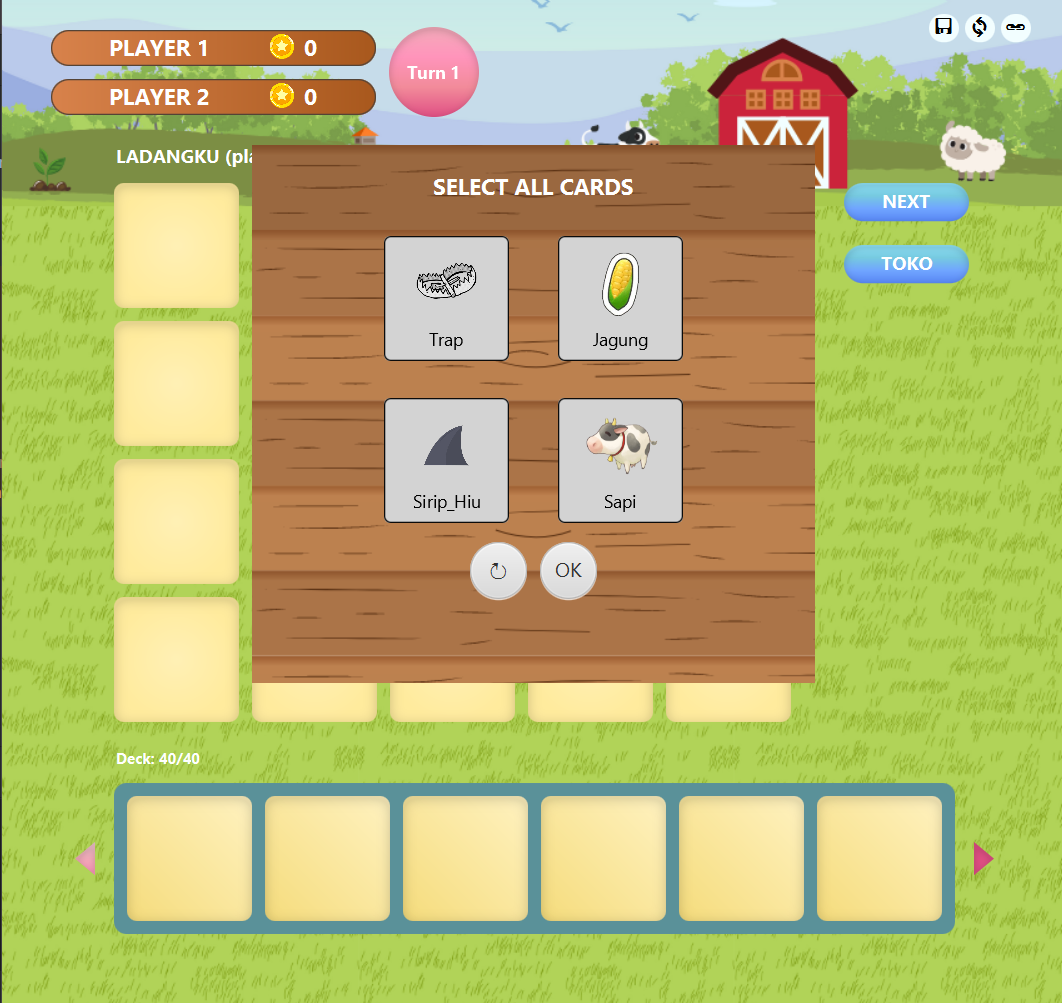 PLAYER 1 0
PLAYER 2 0
Turn 1
LADANGKU
NEXT
TOKO
SELECT ALL CARDS
Trap
Jagung
Sirip_Hiu
Sapi
↻ OK
Deck: 40/40